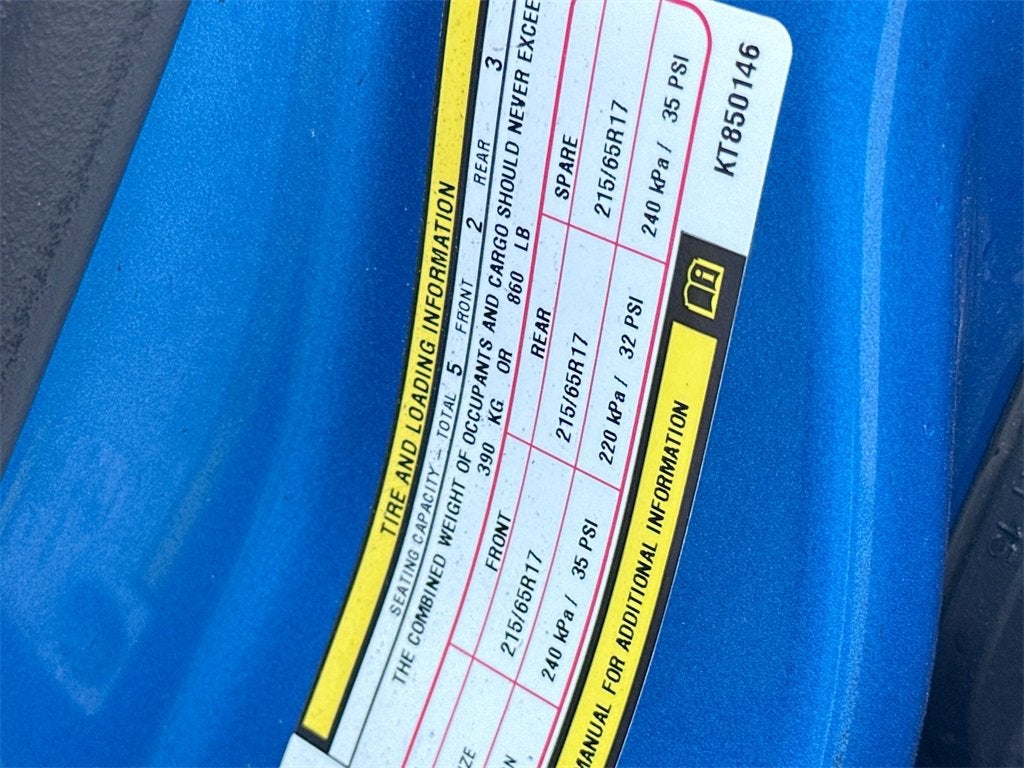 TIRE AND LOADING INFORMATION
SEATING CAPACITY - TOTAL 5 FRONT 2 REAR 3
THE COMBINED WEIGHT OF OCCUPANTS AND CARGO SHOULD NEVER EXCEE
390 KG OR 860 LB
FRONT REAR SPARE
ZE 215/65R17 215/65R17 215/65R17
N 240 kPa / 35 PSI 220 kPa / 32 PSI 240 kPa / 35 PSI
MANUAL FOR ADDITIONAL INFORMATION
KT850146